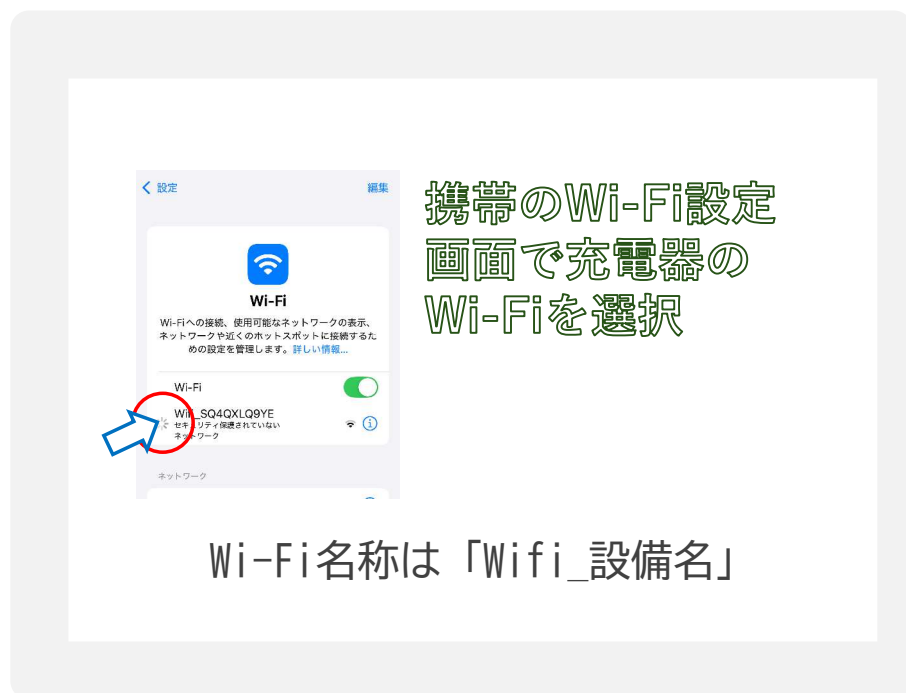 設定 編集
携帯のWi-Fi設定
画面で充電器の
Wi-Fiを選択
Wi-Fi
Wi-Fiへの接続、使用可能なネットワークの表示、
ネットワークや近くのホットスポットに接続するた
めの設定を管理します。詳しい情報...
Wi-Fi
Wifi_SQ4QXLQ9YE
セキュリティ保護されていない
ネットワーク
ネットワーク
Wi-Fi名称は「Wifi_設備名」